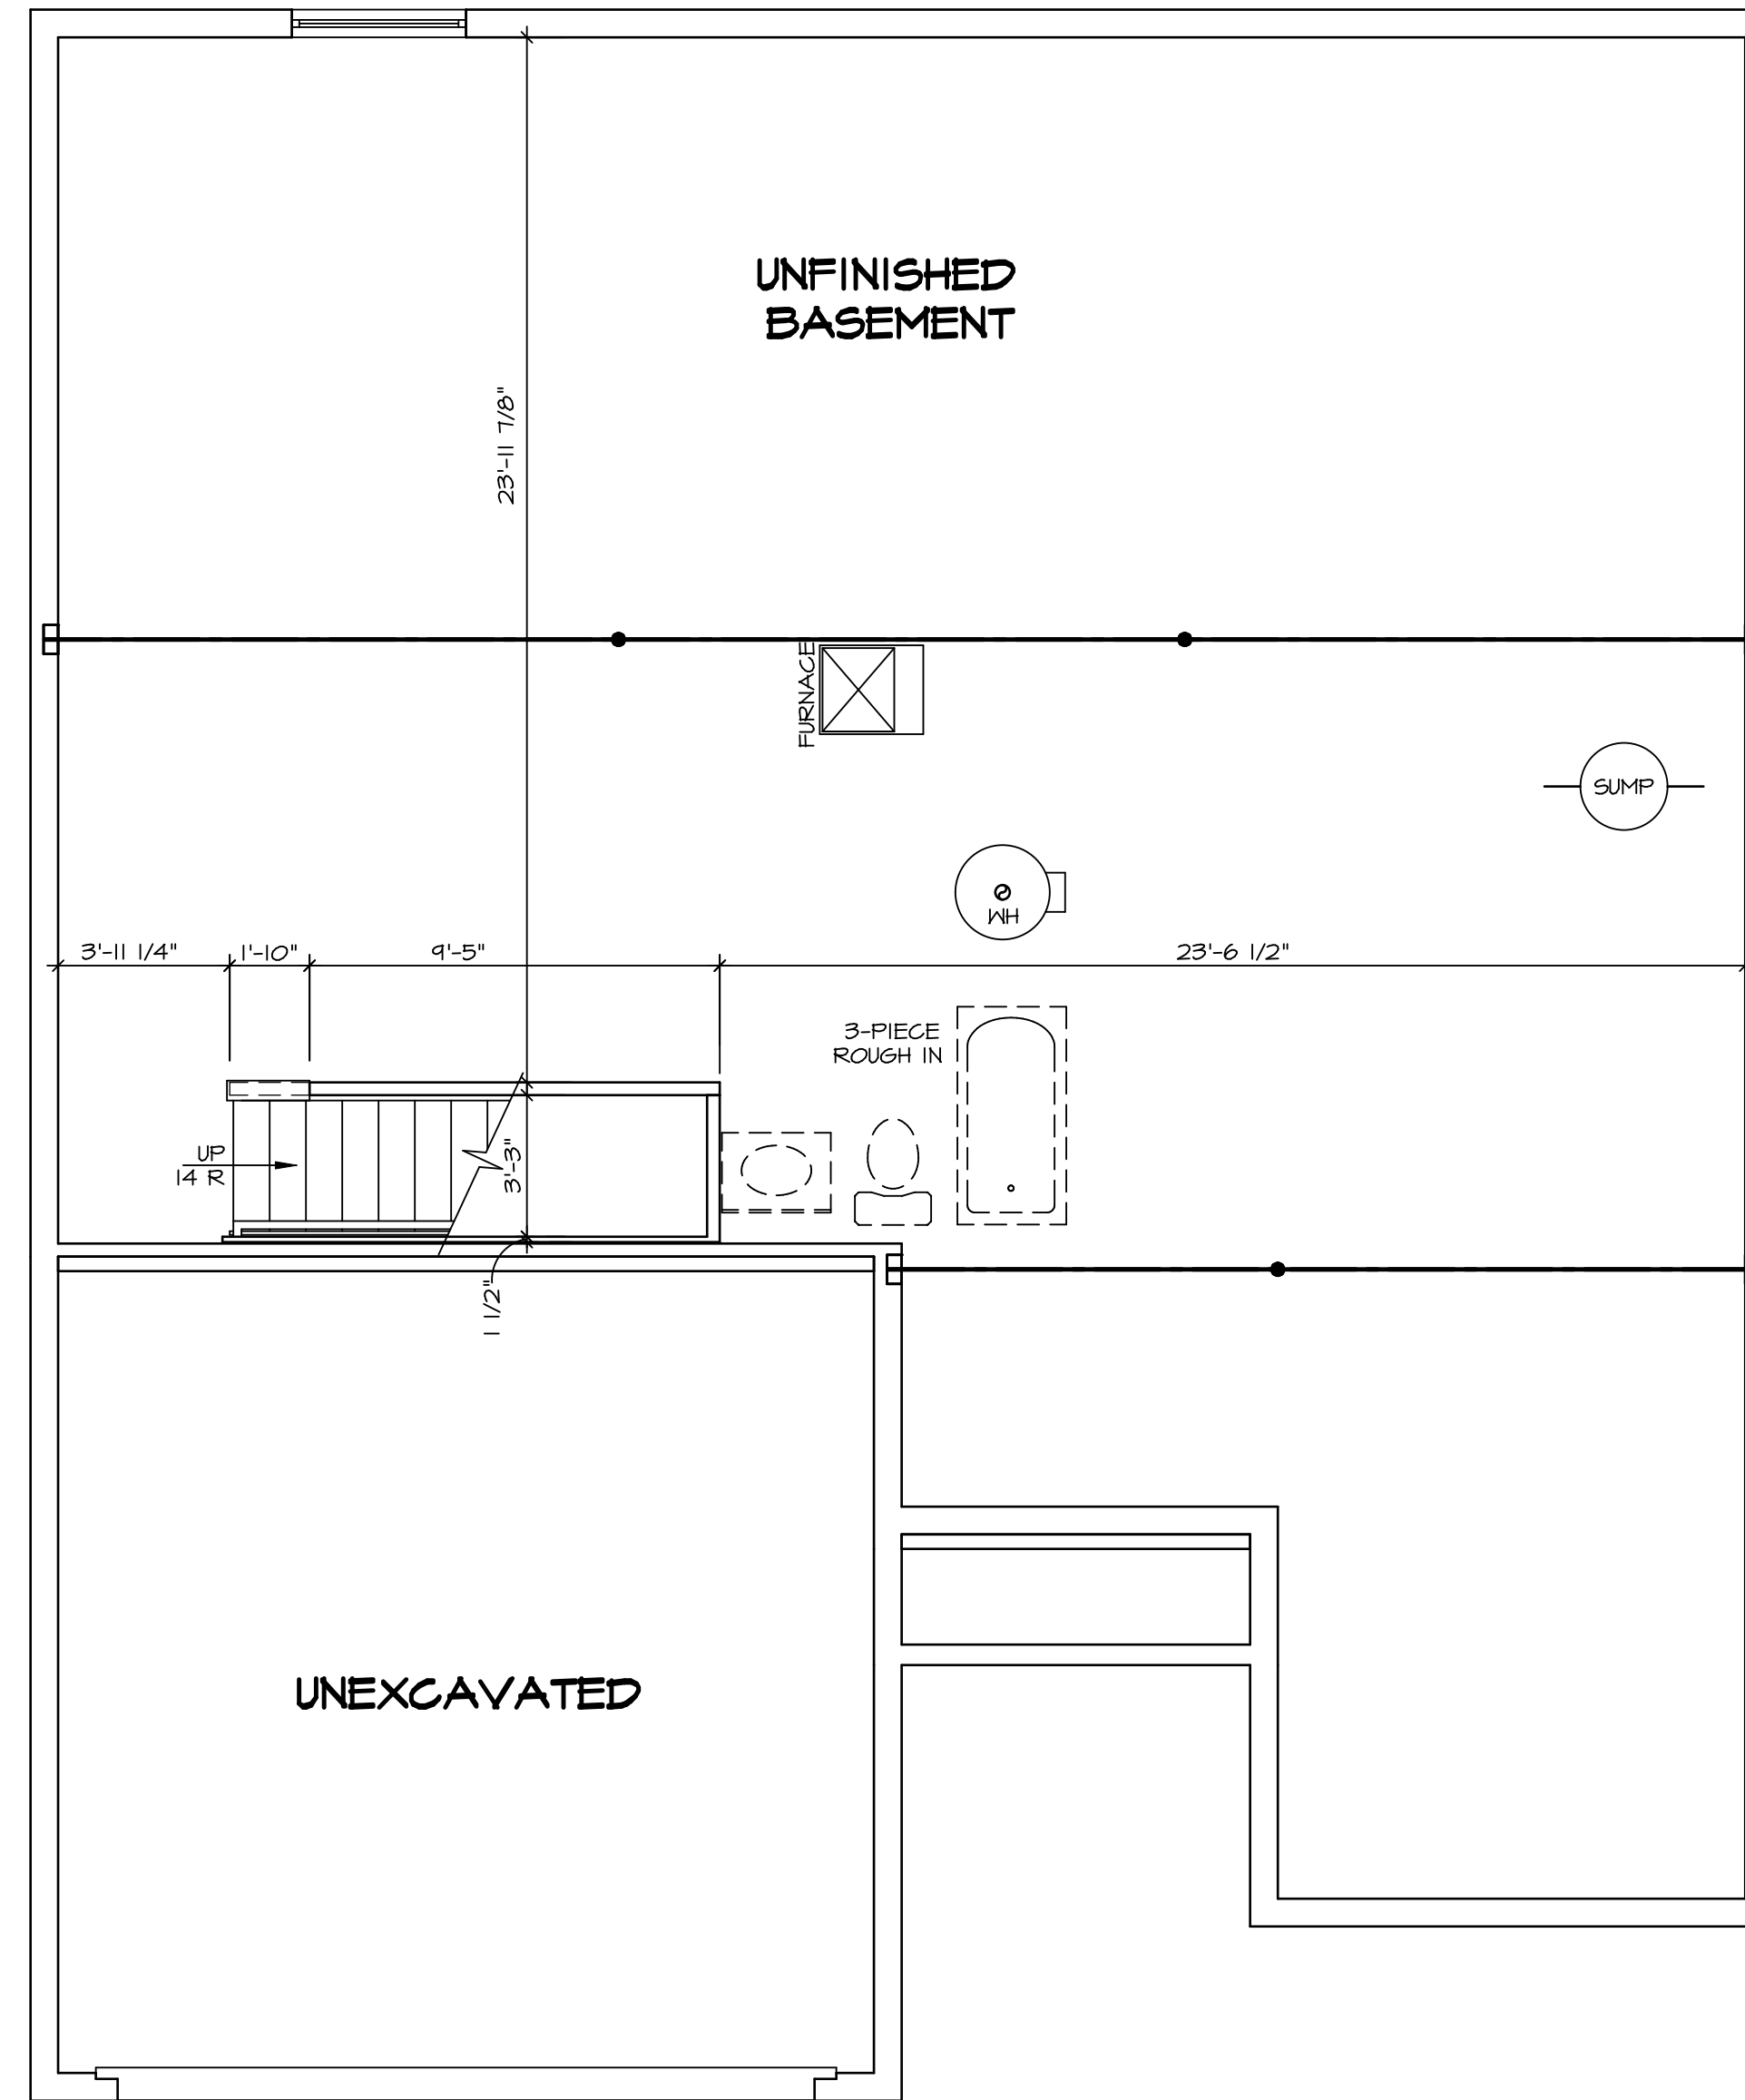 UNFINISHED
BASEMENT
23'-11 7/8"
FURNACE
SUMP
WH
3'-11 1/4"
1'-10"
9'-5"
23'-6 1/2"
3-PIECE
ROUGH IN
UP
14 R
3'-3"
1 1/2"
UNEXCAVATED